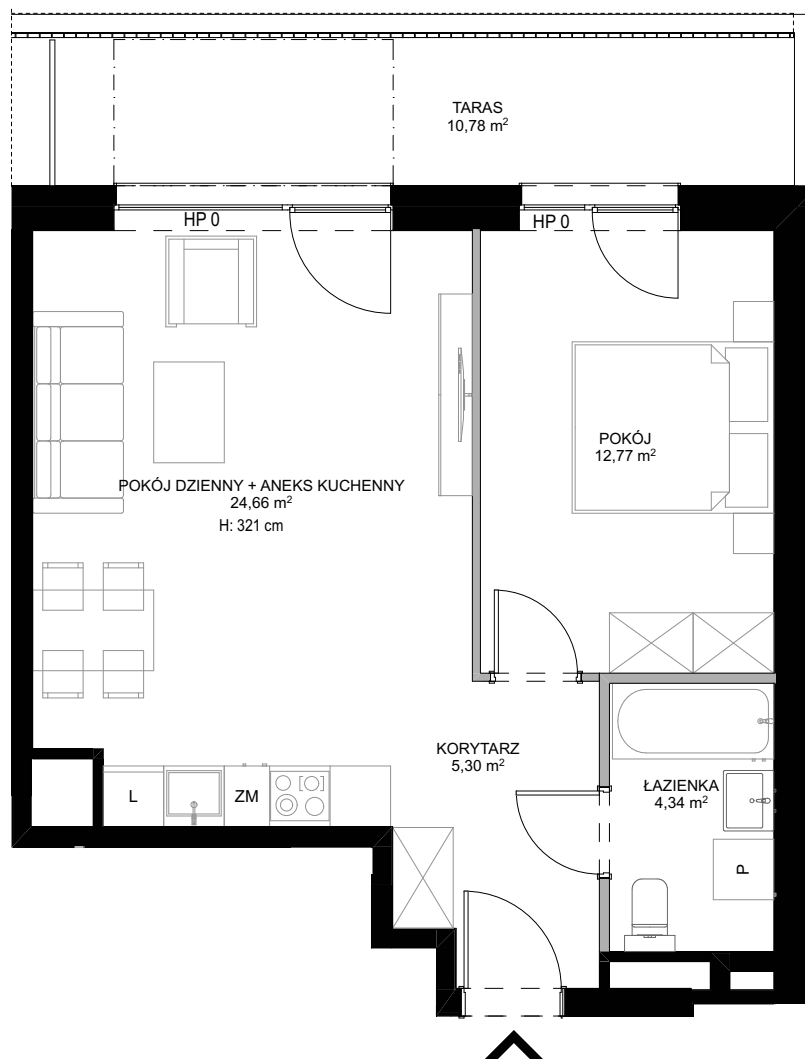 TARAS
10,78 m²
HP 0
HP 0
POKÓJ
12,77 m²
POKÓJ DZIENNY + ANEKS KUCHENNY
24,66 m²
H: 321 cm
KORYTARZ
5,30 m²
ŁAZIENKA
4,34 m²
L
ZM
P